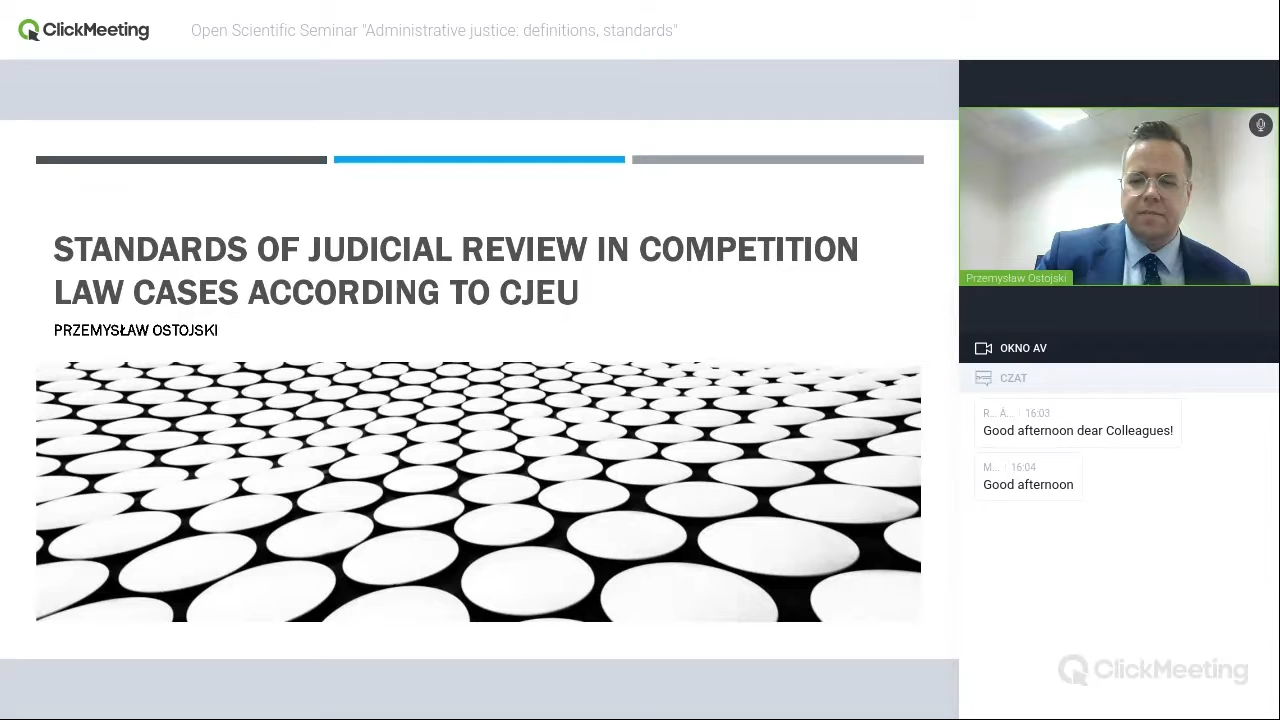 ClickMeeting
Open Scientific Seminar "Administrative justice: definitions, standards"
STANDARDS OF JUDICIAL REVIEW IN COMPETITION
LAW CASES ACCORDING TO CJEU
PRZEMYSŁAW OSTOJSKI
Przemysław Ostojski
OKNO AV
CZAT
R... A... 16:03
Good afternoon dear Colleagues!
M... 16:04
Good afternoon
ClickMeeting